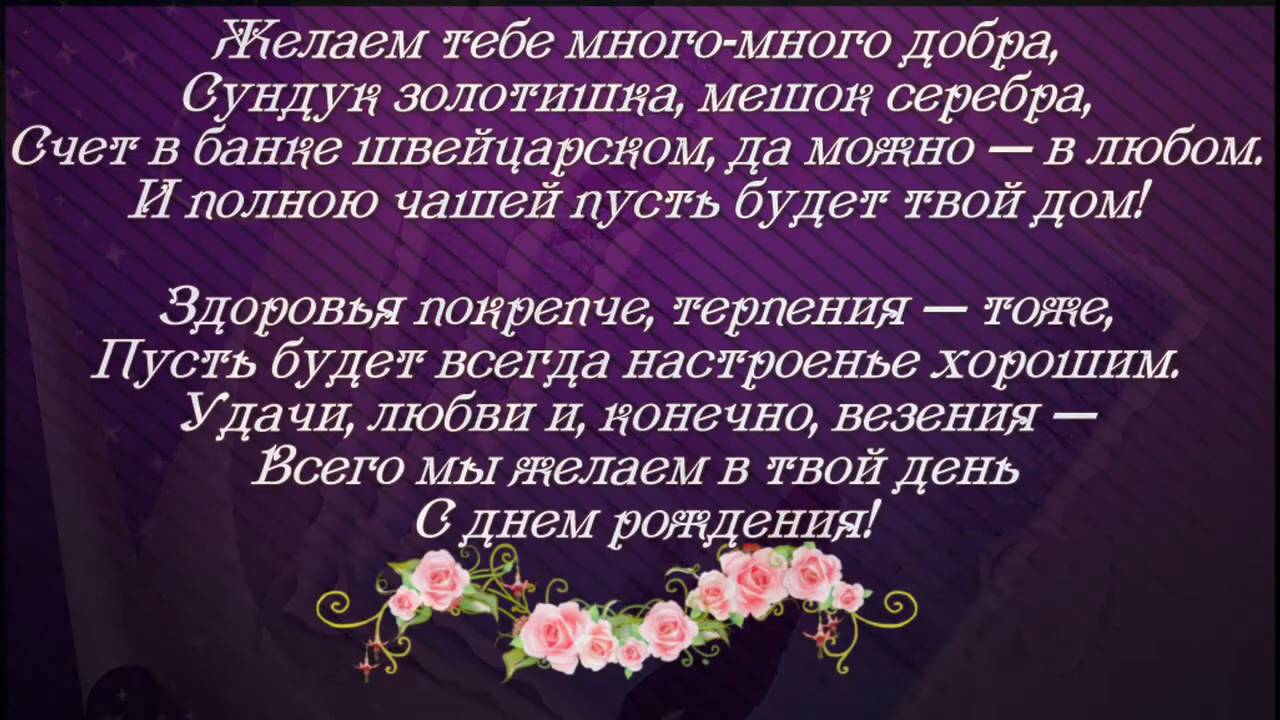 Желаем тебе много-много добра,
Сундук золотишка, мешок серебра,
Счет в банке швейцарском, да можно — в любом.
И полною чашей пусть будет твой дом!
Здоровья покрепче, терпения — тоже,
Пусть будет всегда настроенье хорошим.
Удачи, любви и, конечно, везения —
Всего мы желаем в твой день
С днем рождения!